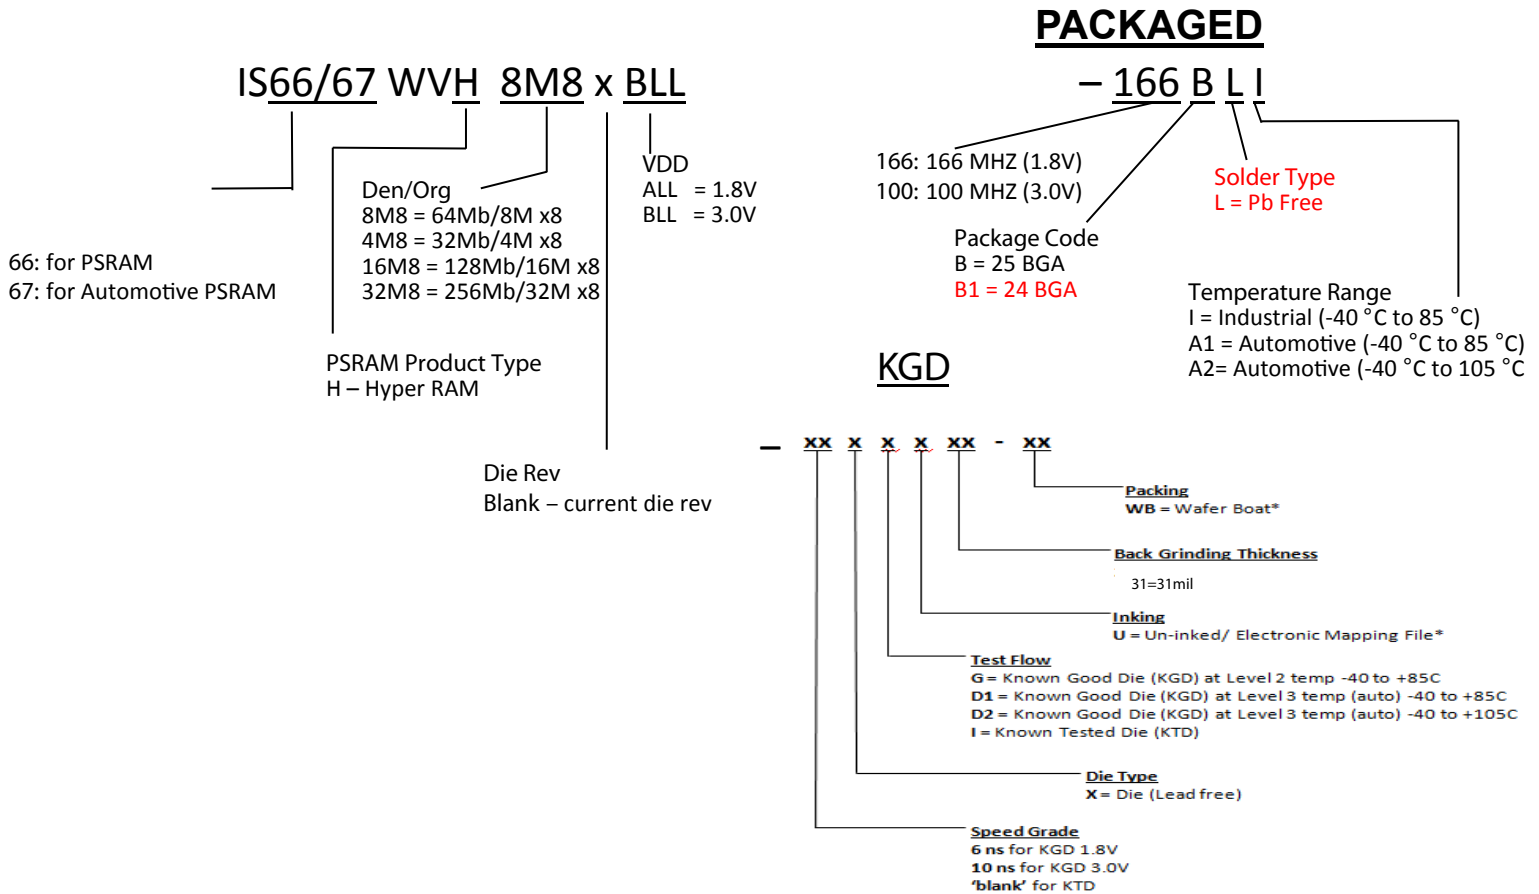 PACKAGED
IS66/67 WVH 8M8 x BLL
– 166 B L I
66: for PSRAM
67: for Automotive PSRAM
PSRAM Product Type
H – Hyper RAM
Den/Org
8M8 = 64Mb/8M x8
4M8 = 32Mb/4M x8
16M8 = 128Mb/16M x8
32M8 = 256Mb/32M x8
Die Rev
Blank – current die rev
VDD
ALL = 1.8V
BLL = 3.0V
166: 166 MHZ (1.8V)
100: 100 MHZ (3.0V)
Package Code
B = 25 BGA
B1 = 24 BGA
Solder Type
L = Pb Free
Temperature Range
I = Industrial (-40 °C to 85 °C)
A1 = Automotive (-40 °C to 85 °C)
A2= Automotive (-40 °C to 105 °C
KGD
– xx x x x xx - xx
Packing
WB = Wafer Boat*
Back Grinding Thickness
31=31mil
Inking
U = Un-inked/ Electronic Mapping File*
Test Flow
G = Known Good Die (KGD) at Level 2 temp -40 to +85C
D1 = Known Good Die (KGD) at Level 3 temp (auto) -40 to +85C
D2 = Known Good Die (KGD) at Level 3 temp (auto) -40 to +105C
I = Known Tested Die (KTD)
Die Type
X = Die (Lead free)
Speed Grade
6 ns for KGD 1.8V
10 ns for KGD 3.0V
'blank' for KTD